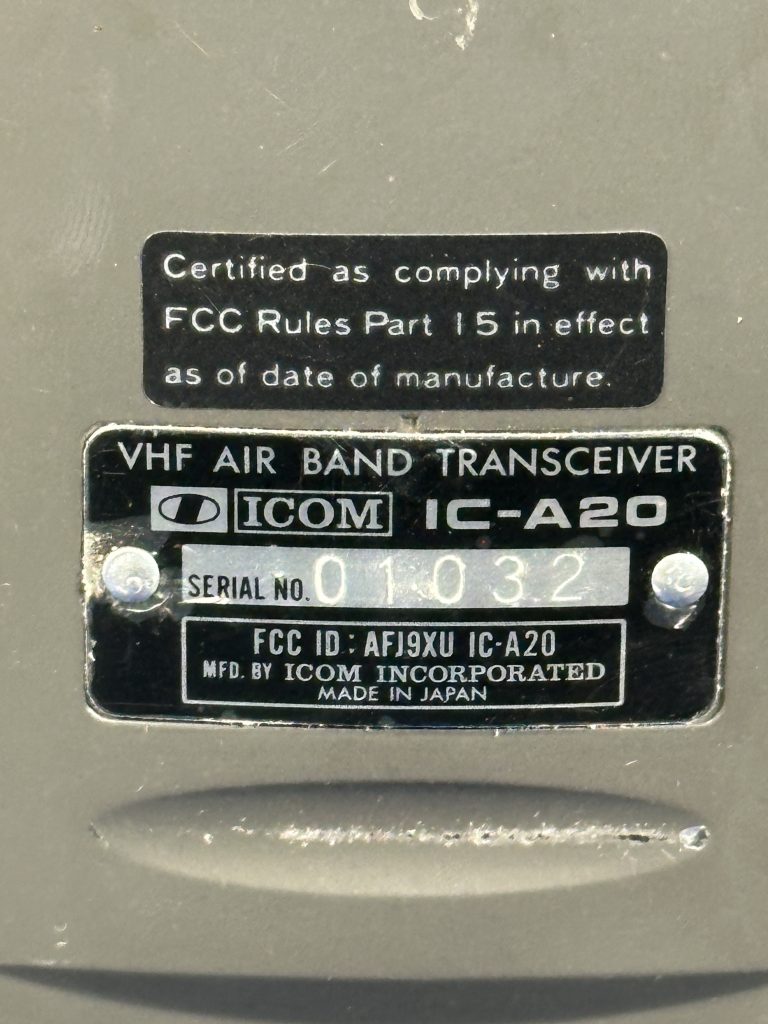 Certified as complying with
FCC Rules Part 15 in effect
as of date of manufacture.
VHF AIR BAND TRANSCEIVER
ICOM IC-A20
SERIAL NO. 01032
FCC ID: AFJ9XU IC-A20
MFD. BY ICOM INCORPORATED
MADE IN JAPAN